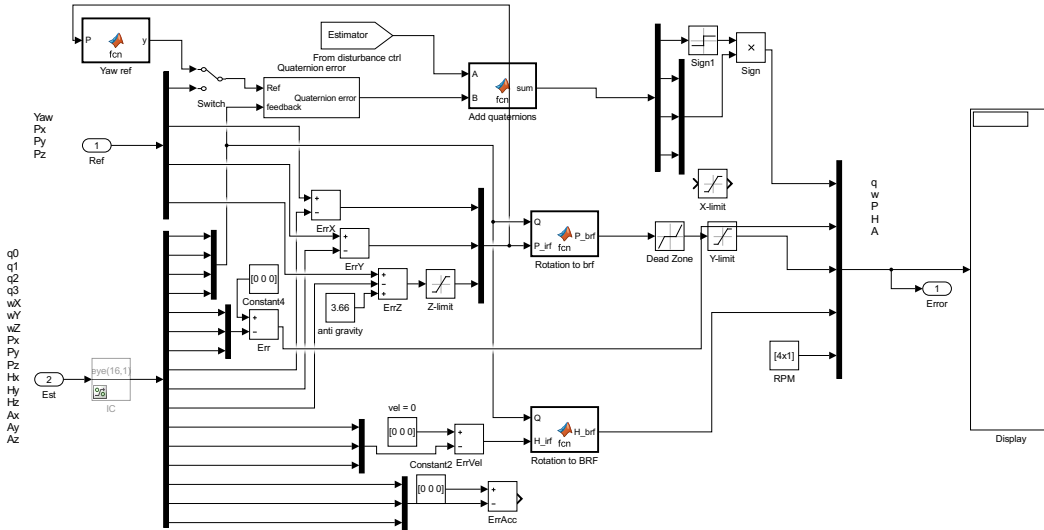 P
y
fcn
Yaw ref
Estimator
From disturbance ctrl
Sign1
Sign
Quaternion error
Ref
feedback
Quaternion error
Switch
A
B
sum
fcn
Add quaternions
Yaw
Px
Py
Pz
1
Ref
X-limit
q
w
P
H
A
ErrX
ErrY
ErrZ
Z-limit
Q
P_irf
P_brf
fcn
Rotation to brf
Dead Zone
Y-limit
[0 0 0]
Constant4
3.66
anti gravity
Err
1
Error
[4x1]
RPM
q0
q1
q2
q3
wX
wY
wZ
Px
Py
Pz
Hx
Hy
Hz
Ax
Ay
Az
2
Est
eye(16,1)
IC
vel = 0
[0 0 0]
Constant2
ErrVel
Q
H_irf
H_brf
fcn
Rotation to BRF
[0 0 0]
ErrAcc
Display